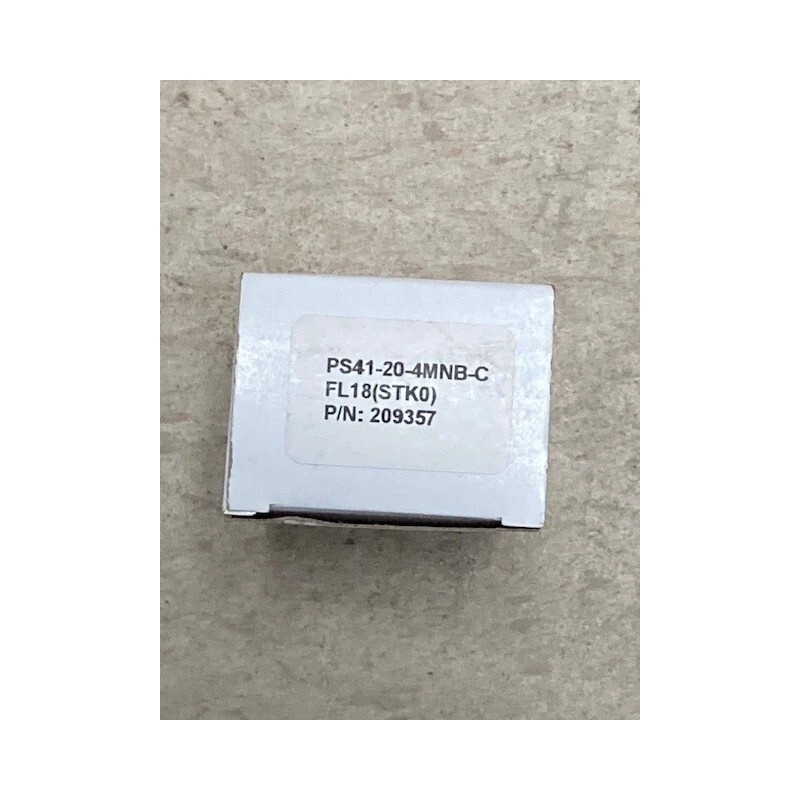 PS41-20-4MNB-C
FL18(STK0)
P/N: 209357